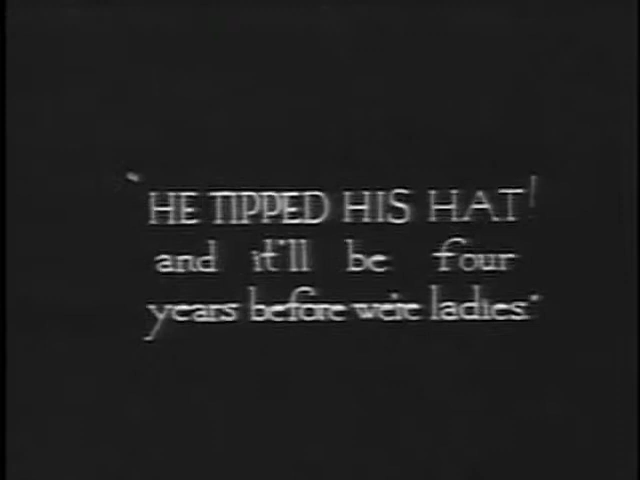 "HE TIPPED HIS HAT!
and it'll be four
years before we're ladies."